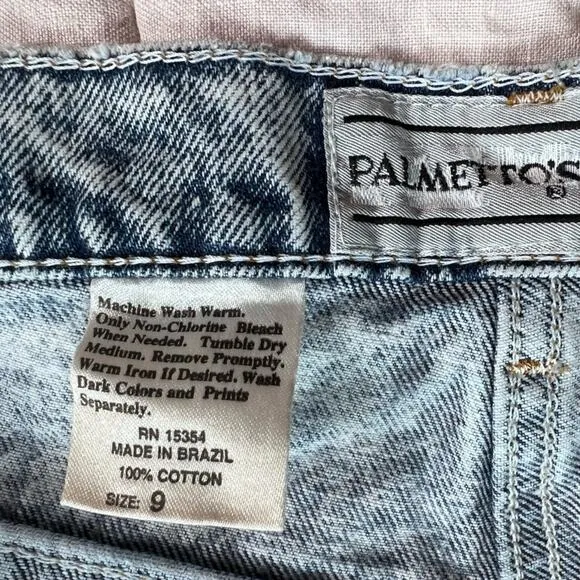 PALMETTO'S
®
Machine Wash Warm.
Only Non-Chlorine Bleach
When Needed. Tumble Dry
Medium. Remove Promptly.
Warm Iron If Desired. Wash
Dark Colors and Prints
Separately.
RN 15354
MADE IN BRAZIL
100% COTTON
SIZE: 9